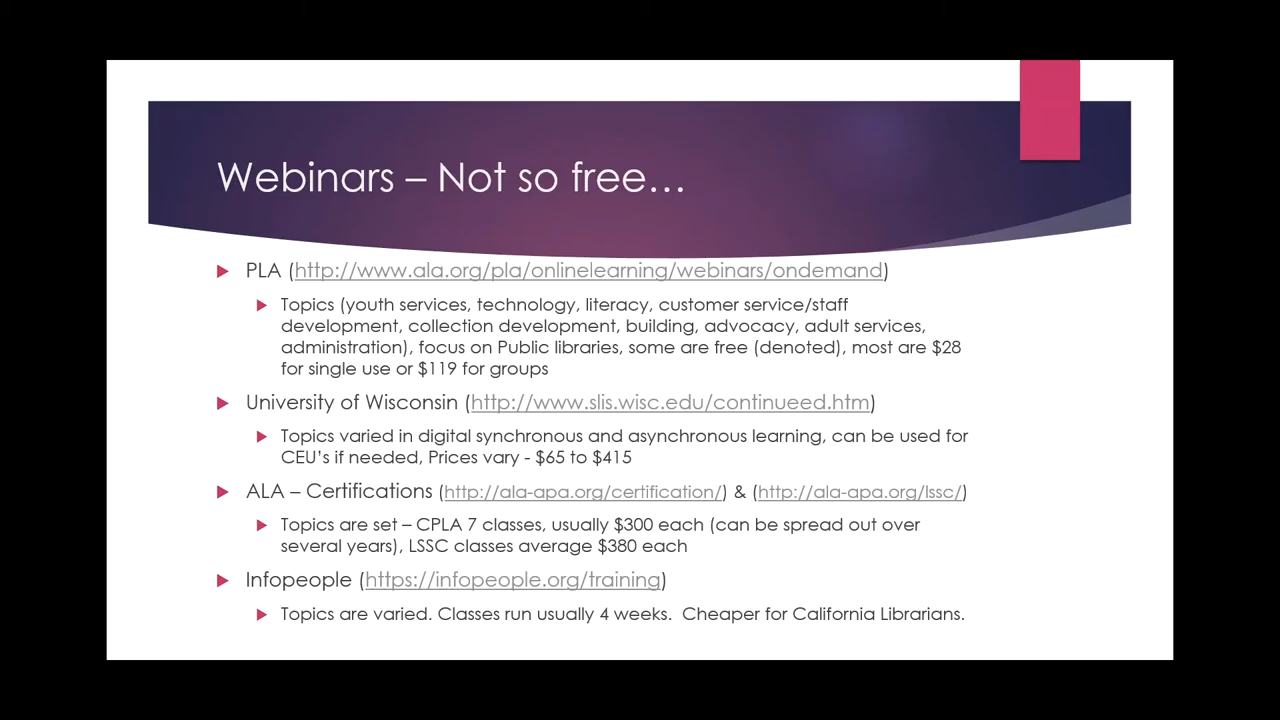 Webinars – Not so free…
PLA (http://www.ala.org/pla/onlinelearning/webinars/ondemand)
Topics (youth services, technology, literacy, customer service/staff
development, collection development, building, advocacy, adult services,
administration), focus on Public libraries, some are free (denoted), most are $28
for single use or $119 for groups
University of Wisconsin (http://www.slis.wisc.edu/continueed.htm)
Topics varied in digital synchronous and asynchronous learning, can be used for
CEU's if needed, Prices vary - $65 to $415
ALA – Certifications (http://ala-apa.org/certification/) & (http://ala-apa.org/lssc/)
Topics are set – CPLA 7 classes, usually $300 each (can be spread out over
several years), LSSC classes average $380 each
Infopeople (https://infopeople.org/training)
Topics are varied. Classes run usually 4 weeks.  Cheaper for California Librarians.